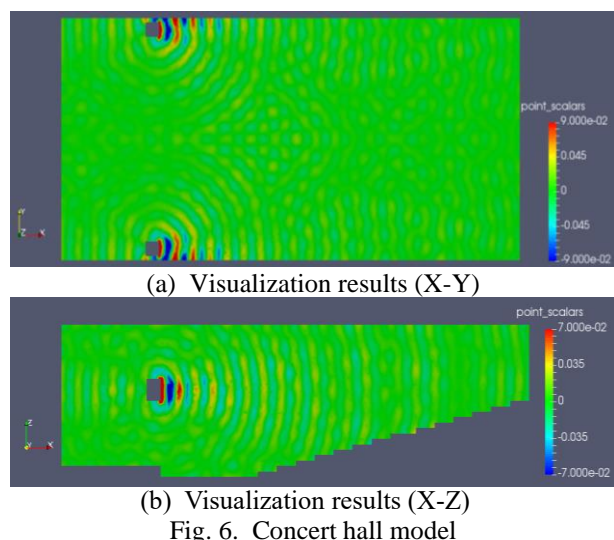 point_scalars
9.000e-02
0.045
0
-0.045
-9.000e-02
Y
Z X
(a) Visualization results (X-Y)
point_scalars
7.000e-02
0.035
0
-0.035
-7.000e-02
Z
Y X
(b) Visualization results (X-Z)
Fig. 6. Concert hall model